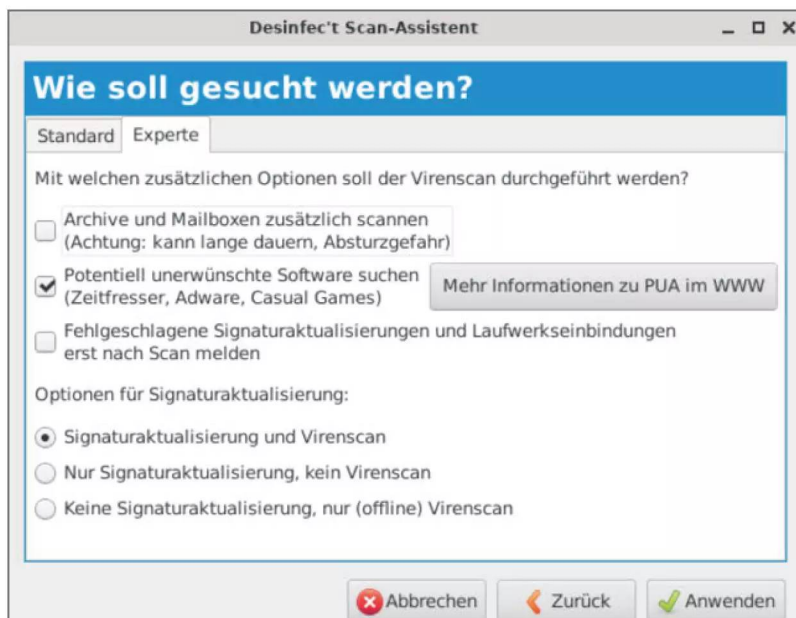 Desinfec't Scan-Assistent
Wie soll gesucht werden?
Standard
Experte
Mit welchen zusätzlichen Optionen soll der Virenscan durchgeführt werden?
Archive und Mailboxen zusätzlich scannen
(Achtung: kann lange dauern, Absturzgefahr)
Potentiell unerwünschte Software suchen
(Zeitfresser, Adware, Casual Games)
Mehr Informationen zu PUA im WWW
Fehlgeschlagene Signaturaktualisierungen und Laufwerkseinbindungen
erst nach Scan melden
Optionen für Signaturaktualisierung:
Signaturaktualisierung und Virenscan
Nur Signaturaktualisierung, kein Virenscan
Keine Signaturaktualisierung, nur (offline) Virenscan
Abbrechen
Zurück
Anwenden